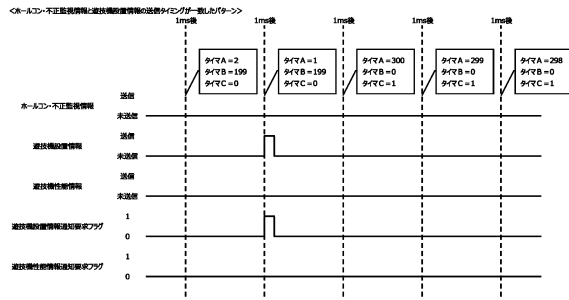 <ホールコン・不正監視情報と遊技機設置情報の送信タイミングが一致したパターン>
1ms後 1ms後 1ms後 1ms後 1ms後
タイマA=2
タイマB=199
タイマC=0
タイマA=1
タイマB=199
タイマC=0
タイマA=300
タイマB=0
タイマC=1
タイマA=299
タイマB=0
タイマC=1
タイマA=298
タイマB=0
タイマC=1
ホールコン・不正監視情報
送信
未送信
遊技機設置情報
送信
未送信
遊技機性能情報
送信
未送信
遊技機設置情報通知要求フラグ
1
0
遊技機性能情報通知要求フラグ
1
0